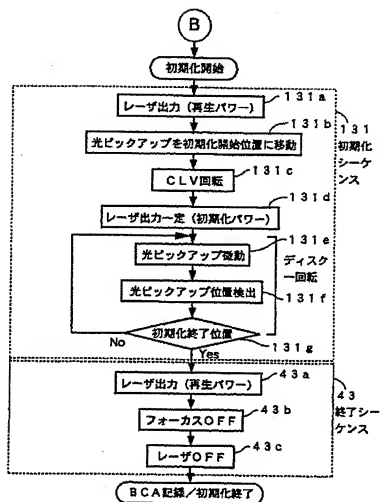 B
初期化開始
レーザ出力（再生パワー）
131a
光ピックアップを初期化開始位置に移動
131b
CLV回転
131c
レーザ出力一定（初期化パワー）
131d
光ピックアップ微動
131e
光ピックアップ位置検出
131f
ディスク
一回転
初期化終了位置
131g
No
Yes
131
初期化
シーケ
ンス
レーザ出力（再生パワー）
43a
フォーカスOFF
43b
レーザOFF
43c
43
終了シー
ケンス
BCA記録／初期化終了